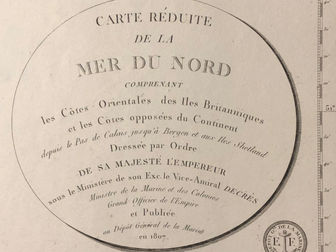 CARTE RÉDUITE
DE LA
MER DU NORD
COMPRENANT
les Côtes Orientales des Iles Britanniques
et les Côtes opposées du Continent
depuis le Pas de Calais jusqu'à Bergen et aux Iles Shetland.
Dressée par Ordre
DE SA MAJESTÉ L'EMPEREUR
sous le Ministère de son Exc. le Vice-Amiral DECRÈS
Ministre de la Marine et des Colonies
Grand Officier de l'Empire
et Publiée
au Dépôt Général de la Marine
en 1807